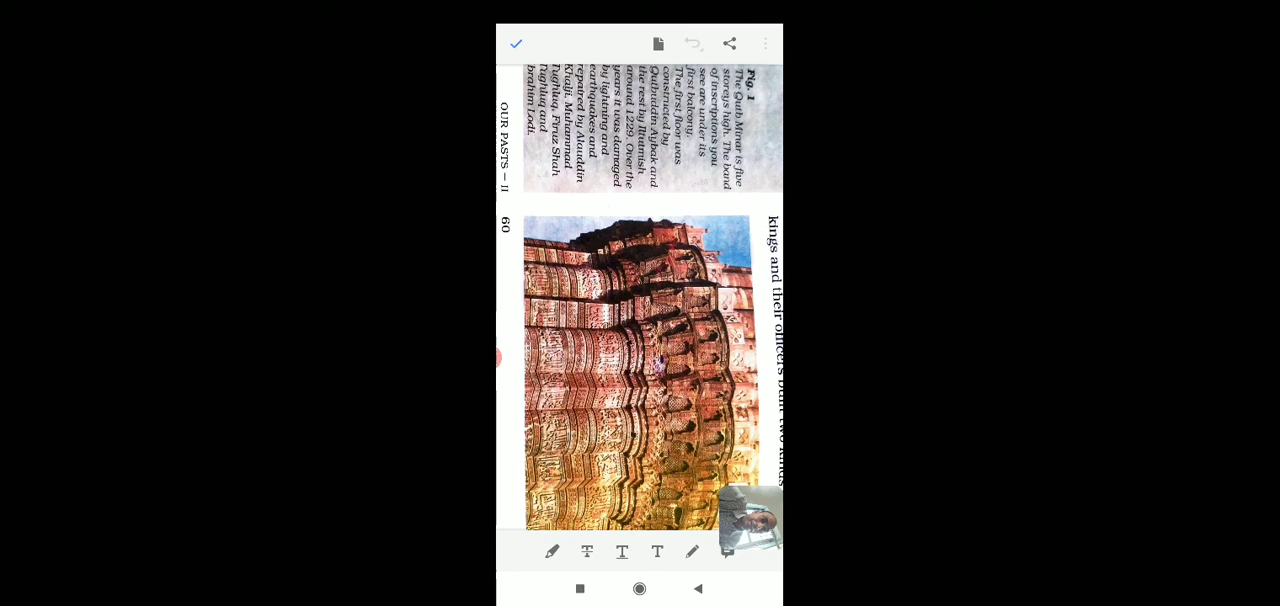 kings and their officers built two kinds
Fig. 1
The Qutb Minar is five
storeys high. The band
of inscriptions you
see are under its
first balcony.
The first floor was
constructed by
Qutbuddin Aybak and
the rest by Iltutmish
around 1229. Over the
years it was damaged
by lightning and
earthquakes and
repaired by Alauddin
Khalji, Muhammad
Tughluq, Firuz Shah
Tughluq and
Ibrahim Lodi.
OUR PASTS – II
60